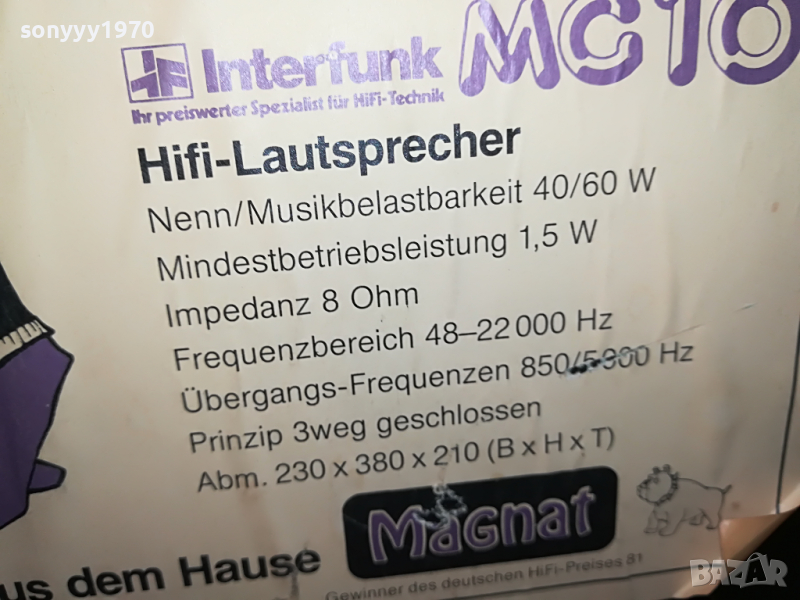 sonyyy1970
Interfunk MC10
Ihr preiswerter Spezialist für HiFi-Technik
Hifi-Lautsprecher
Nenn/Musikbelastbarkeit 40/60 W
Mindestbetriebsleistung 1,5 W
Impedanz 8 Ohm
Frequenzbereich 48–22000 Hz
Übergangs-Frequenzen 850/5300 Hz
Prinzip 3weg geschlossen
Abm. 230 x 380 x 210 (B x H x T)
us dem Hause Magnat
Gewinner des deutschen HiFi-Preises 81
BAZAR